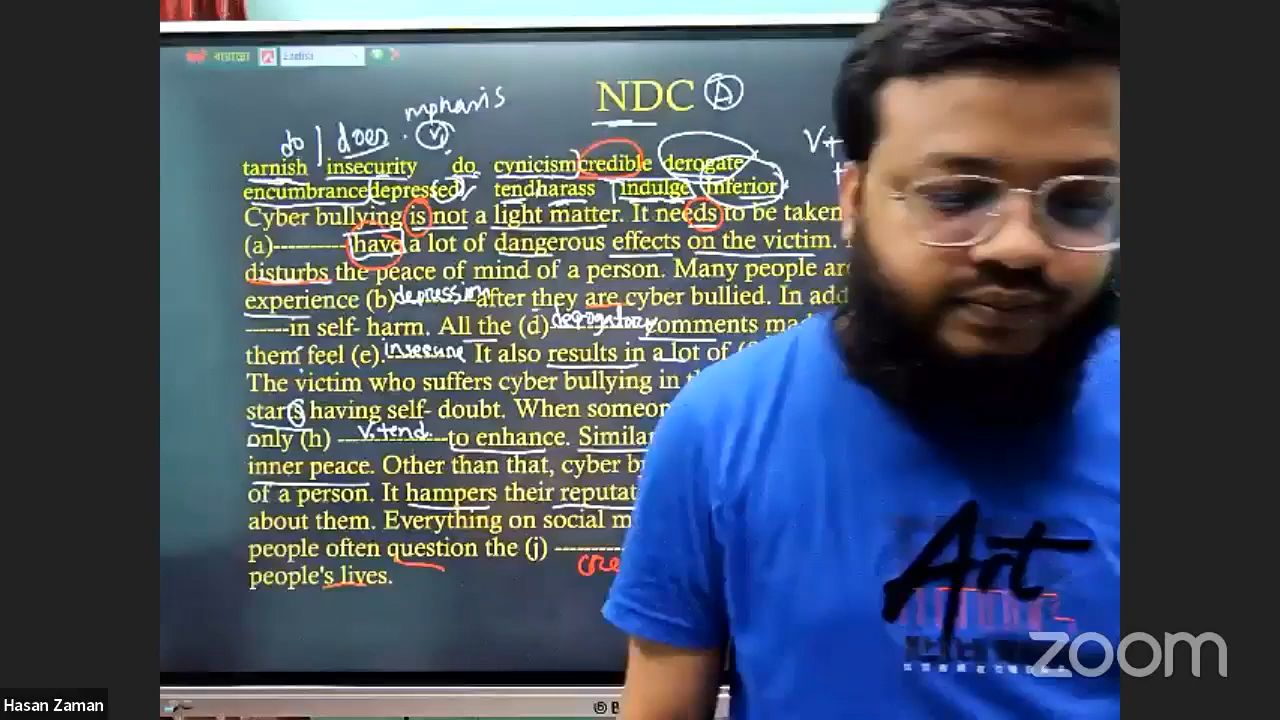 বাংলা English
NDC A
mphasis
do / does . v V+
tarnish insecurity do cynicism credible derogate
encumbrance depressed tend harass indulge inferior
Cyber bullying is not a light matter. It needs to be taken
(a)---------- have a lot of dangerous effects on the victim.
disturbs the peace of mind of a person. Many people are
experience (b) depression after they are cyber bullied. In add
------in self- harm. All the (d) derogatory comments mad
them feel (e). insecure It also results in a lot of
The victim who suffers cyber bullying in
starts having self- doubt. When someon
only (h) ---------------- to enhance. Similar
v. tend
inner peace. Other than that, cyber b
of a person. It hampers their reputat
about them. Everything on social m
people often question the (j) ----------
people's lives. cre
Art
zoom
Hasan Zaman